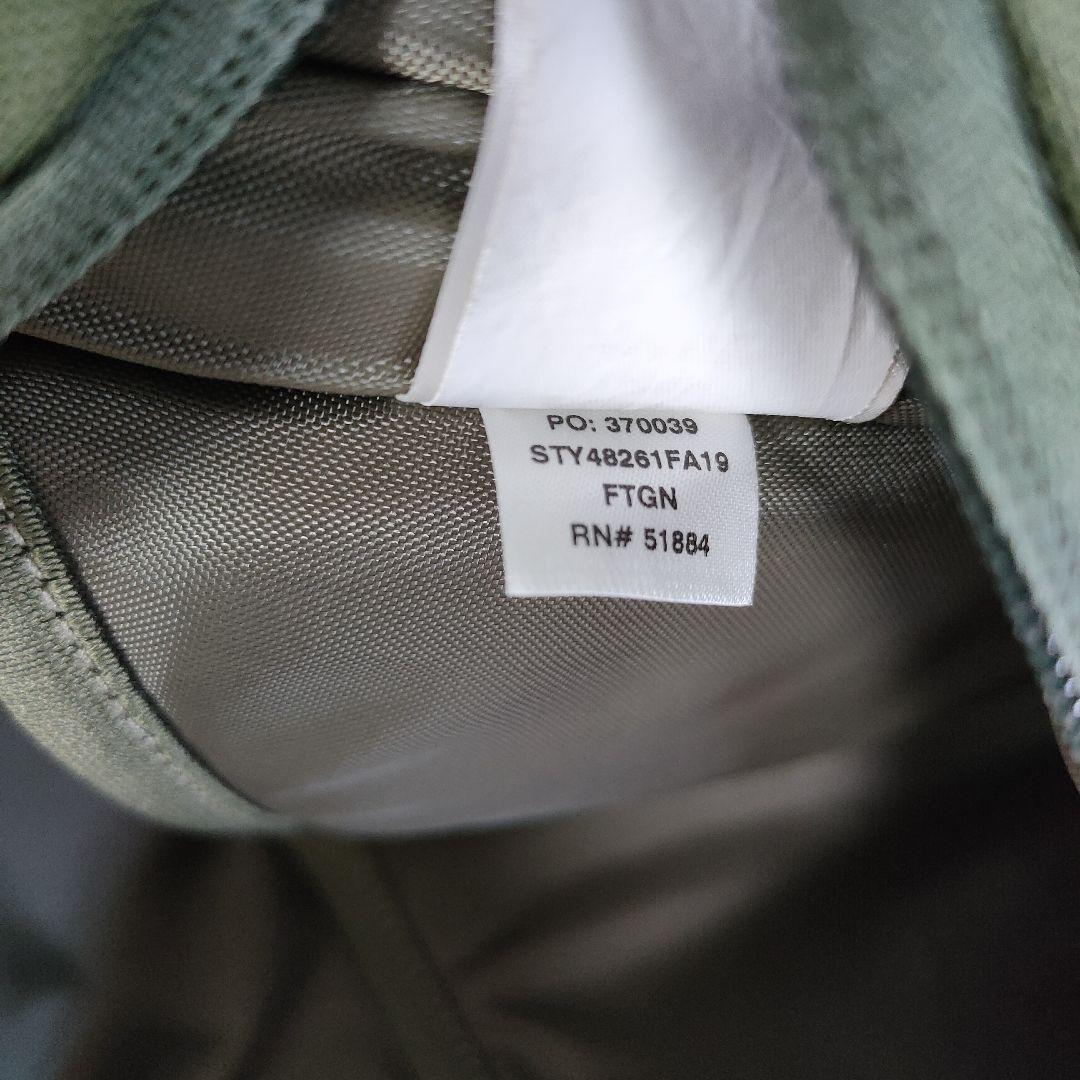 PO: 370039
STY48261FA19
FTGN
RN# 51884